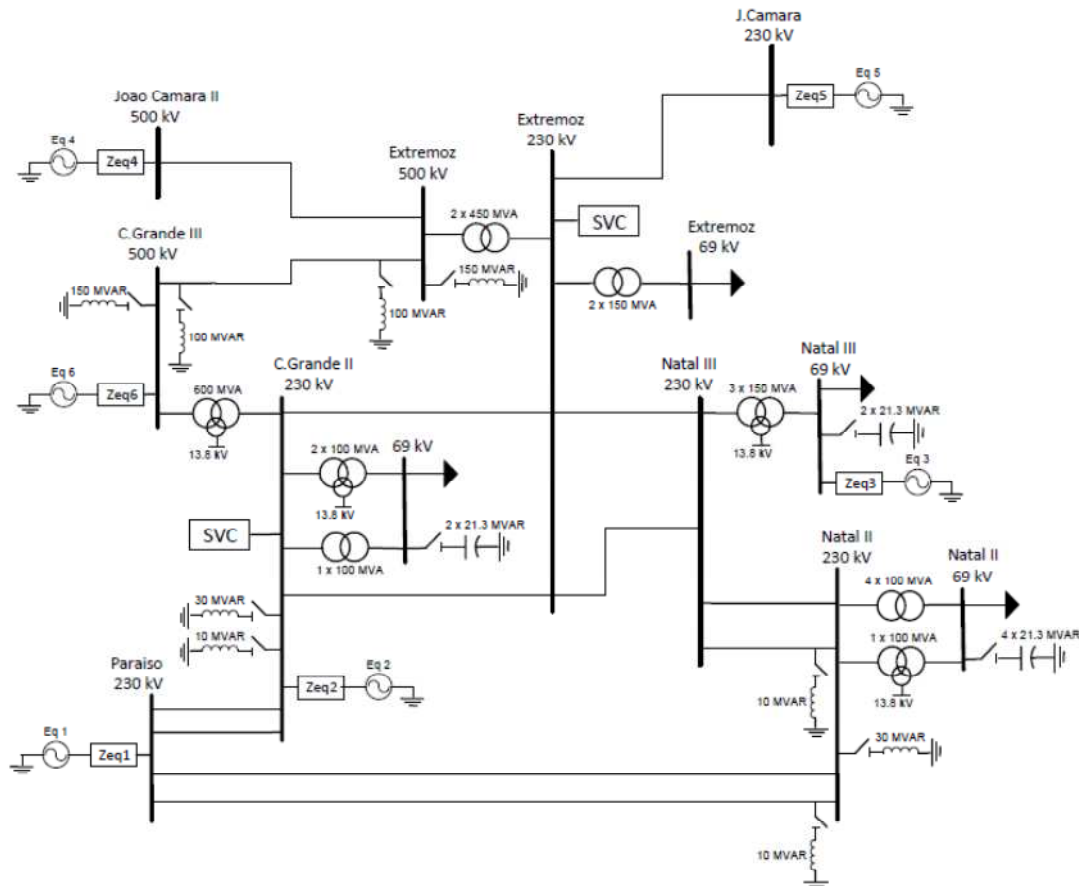 J.Camara
230 kV
Zeq5
Eq 5
Joao Camara II
500 kV
Eq 4
Zeq4
Extremoz
500 kV
Extremoz
230 kV
2 x 450 MVA
SVC
Extremoz
69 kV
2 x 150 MVA
C.Grande III
500 kV
150 MVAR
100 MVAR
150 MVAR
100 MVAR
Eq 6
Zeq6
600 MVA
13.8 kV
C.Grande II
230 kV
Natal III
230 kV
3 x 150 MVA
13.8 kV
Natal III
69 kV
2 x 21.3 MVAR
Eq 3
Zeq3
2 x 100 MVA
69 kV
13.8 kV
SVC
1 x 100 MVA
2 x 21.3 MVAR
30 MVAR
10 MVAR
Natal II
230 kV
4 x 100 MVA
Natal II
69 kV
1 x 100 MVA
4 x 21.3 MVAR
13.8 kV
10 MVAR
30 MVAR
Paraiso
230 kV
Eq 2
Zeq2
Eq 1
Zeq1
10 MVAR